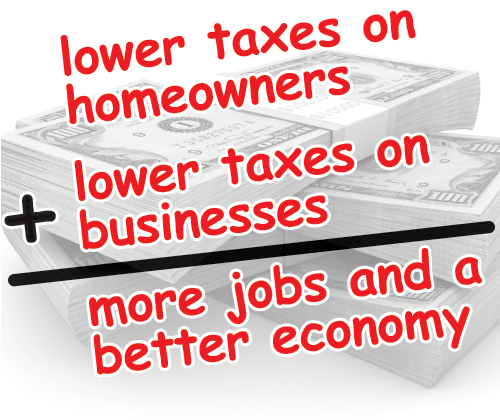 lower taxes on
homeowners
lower taxes on
+ businesses
more jobs and a
better economy